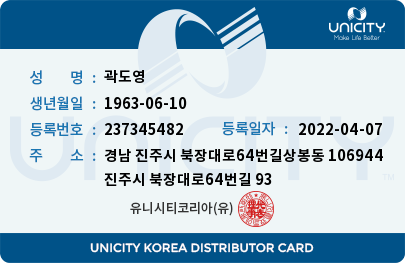 UNICITY
Make Life Better
성 명 : 곽도영
생년월일 : 1963-06-10
등록번호 : 237345482 등록일자 : 2022-04-07
주 소 : 경남 진주시 북장대로64번길상봉동 106944
진주시 북장대로64번길 93
UNICITY
유니시티코리아(유)
UNICITY KOREA DISTRIBUTOR CARD